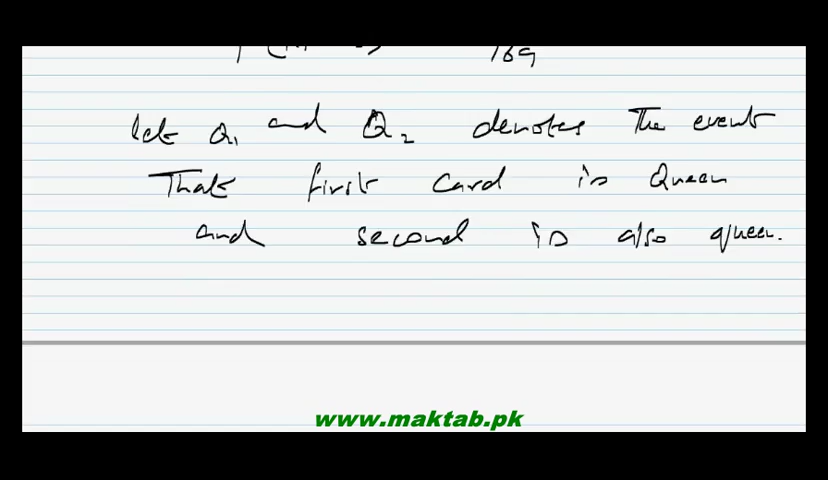 169
let Q1 and Q2 denotes the event
That first card is Queen
and second is also queen.
www.maktab.pk